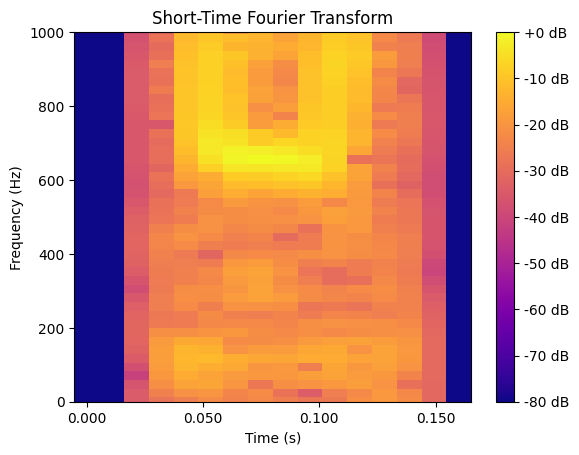 Short-Time Fourier Transform
1000
800
600
400
200
0
Frequency (Hz)
0.000
0.050
0.100
0.150
Time (s)
+0 dB
-10 dB
-20 dB
-30 dB
-40 dB
-50 dB
-60 dB
-70 dB
-80 dB